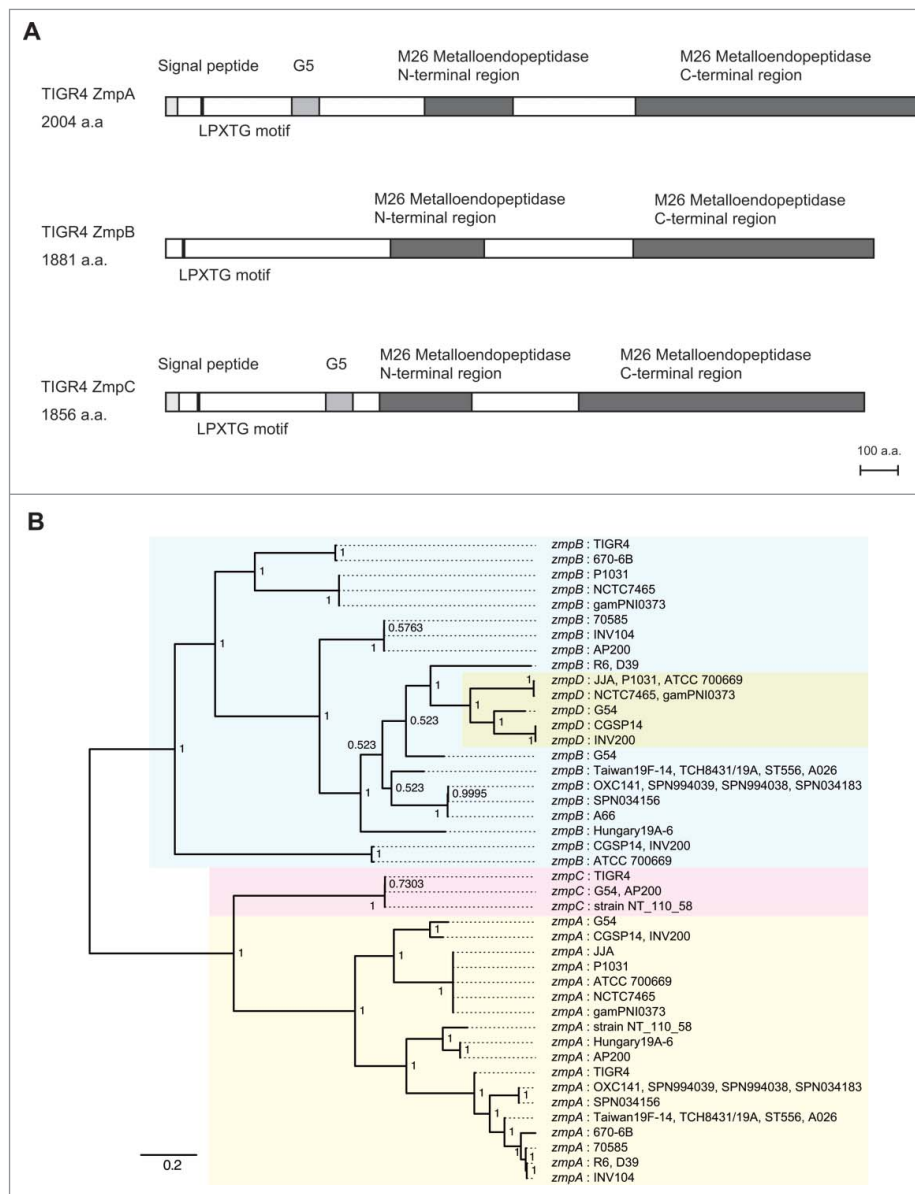 A
Signal peptide
G5
M26 Metalloendopeptidase
N-terminal region
M26 Metalloendopeptidase
C-terminal region
TIGR4 ZmpA
2004 a.a
LPXTG motif
M26 Metalloendopeptidase
N-terminal region
M26 Metalloendopeptidase
C-terminal region
TIGR4 ZmpB
1881 a.a.
LPXTG motif
Signal peptide
G5
M26 Metalloendopeptidase
N-terminal region
M26 Metalloendopeptidase
C-terminal region
TIGR4 ZmpC
1856 a.a.
LPXTG motif
100 a.a.
B
zmpB : TIGR4
1
zmpB : 670-6B
1
zmpB : P1031
zmpB : NCTC7465
1
zmpB : gamPNI0373
zmpB : 70585
0.5763
1
zmpB : INV104
1
zmpB : AP200
zmpB : R6, D39
1
zmpD : JJA, P1031, ATCC 700669
1
zmpD : NCTC7465, gamPNI0373
1
zmpD : G54
0.523
1
zmpD : CGSP14
1
zmpD : INV200
1
0.523
zmpB : G54
zmpB : Taiwan19F-14, TCH8431/19A, ST556, A026
0.523
zmpB : OXC141, SPN994039, SPN994038, SPN034183
0.9995
1
zmpB : SPN034156
1
zmpB : A66
zmpB : Hungary19A-6
zmpB : CGSP14, INV200
1
zmpB : ATCC 700669
zmpC : TIGR4
0.7303
zmpC : G54, AP200
1
zmpC : strain NT_110_58
zmpA : G54
1
zmpA : CGSP14, INV200
1
zmpA : JJA
1
zmpA : P1031
zmpA : ATCC 700669
zmpA : NCTC7465
1
zmpA : gamPNI0373
1
zmpA : strain NT_110_58
1
zmpA : Hungary19A-6
1
zmpA : AP200
1
zmpA : TIGR4
zmpA : OXC141, SPN994039, SPN994038, SPN034183
1
1
zmpA : SPN034156
1
zmpA : Taiwan19F-14, TCH8431/19A, ST556, A026
1
zmpA : 670-6B
1
zmpA : 70585
1
zmpA : R6, D39
1
zmpA : INV104
0.2